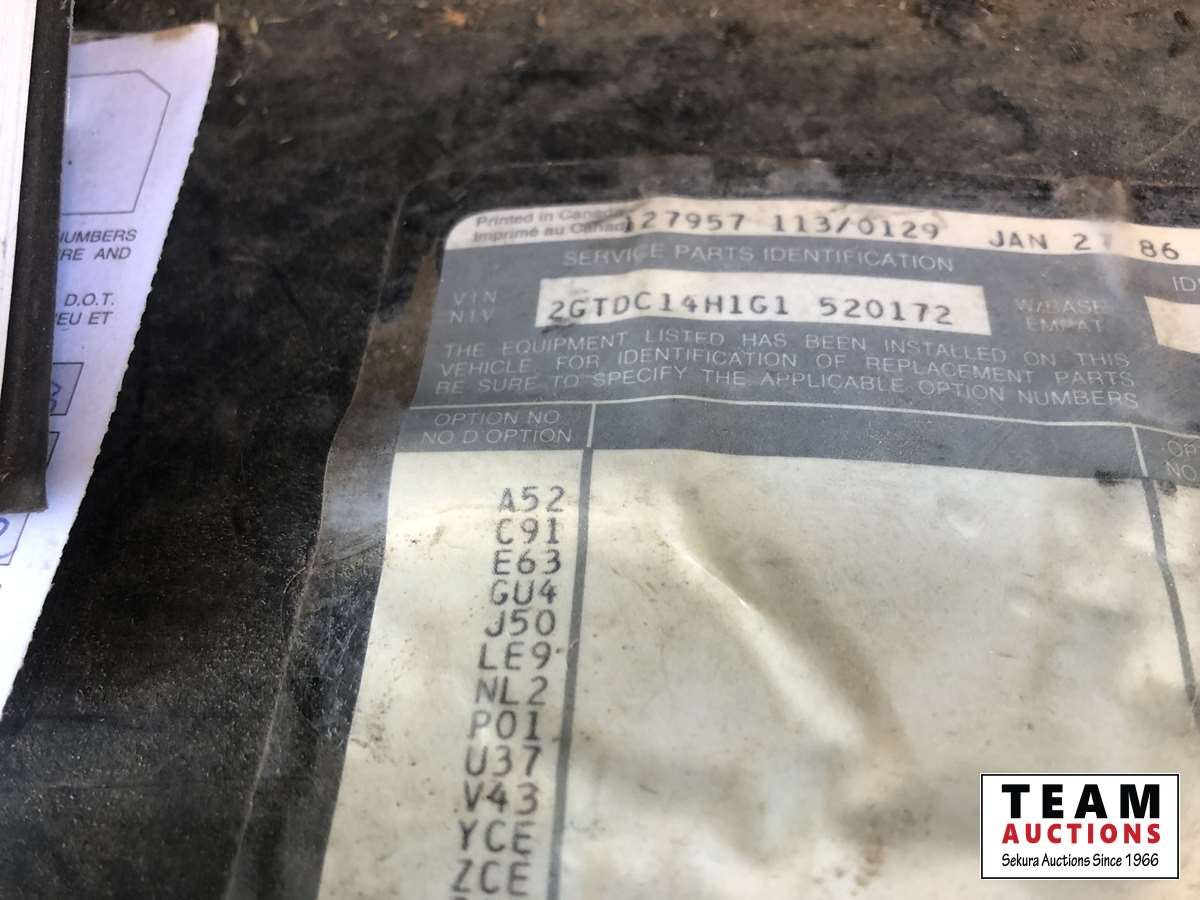 NUMBERS
RE AND
D.O.T.
EU ET
Printed in Canada
Imprimé au Canada
127957 113/0129 JAN 2 86
SERVICE PARTS IDENTIFICATION
VIN
NIV
2GTDC14H1G1 520172
W/BASE
EMPAT
THE EQUIPMENT LISTED HAS BEEN INSTALLED ON THIS
VEHICLE. FOR IDENTIFICATION OF REPLACEMENT PARTS
BE SURE TO SPECIFY THE APPLICABLE OPTION NUMBERS
OPTION NO
NO D OPTION
OP
NO
A52
C91
E63
GU4
J50
LE9
NL2
P01
U37
V43
YCE
ZCE
TEAM
AUCTIONS
Sekura Auctions Since 1966